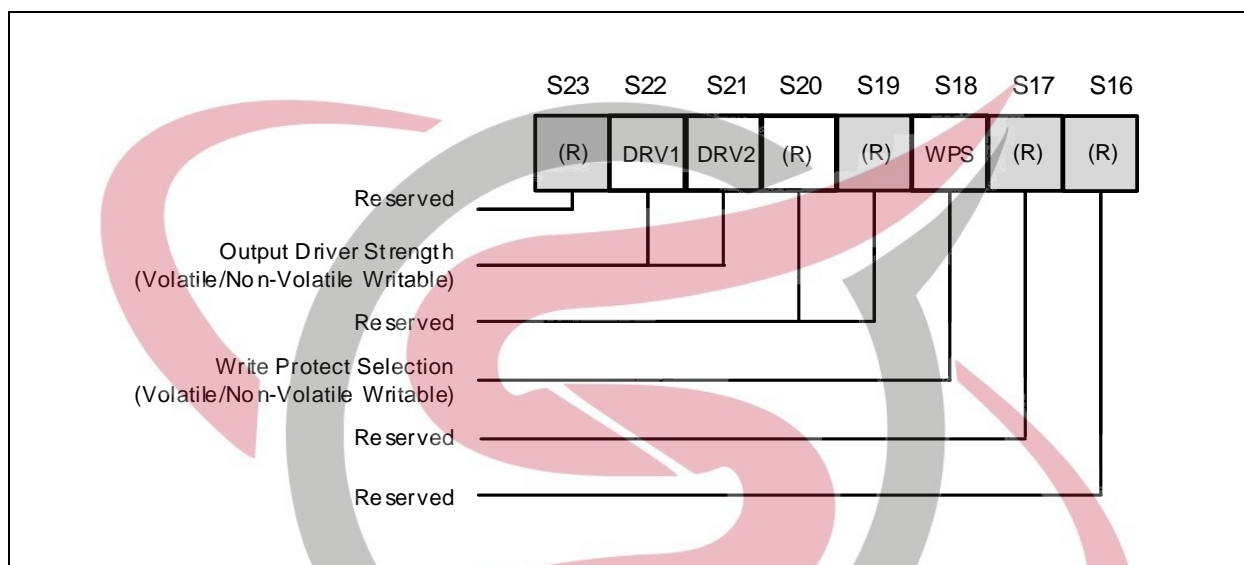 S23 S22 S21 S20 S19 S18 S17 S16
(R) DRV1 DRV2 (R) (R) WPS (R) (R)
Reserved
Output Driver Strength
(Volatile/Non-Volatile Writable)
Reserved
Write Protect Selection
(Volatile/Non-Volatile Writable)
Reserved
Reserved